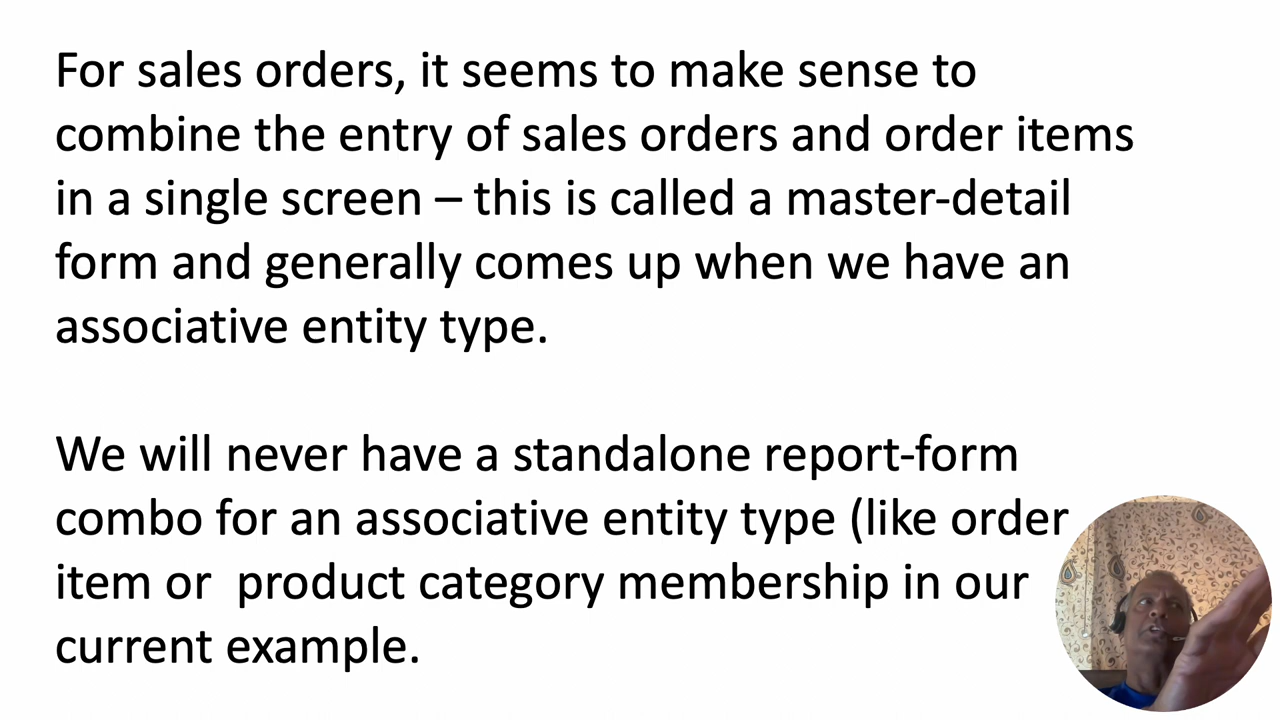 For sales orders, it seems to make sense to
combine the entry of sales orders and order items
in a single screen – this is called a master-detail
form and generally comes up when we have an
associative entity type.
We will never have a standalone report-form
combo for an associative entity type (like order
item or  product category membership in our
current example.